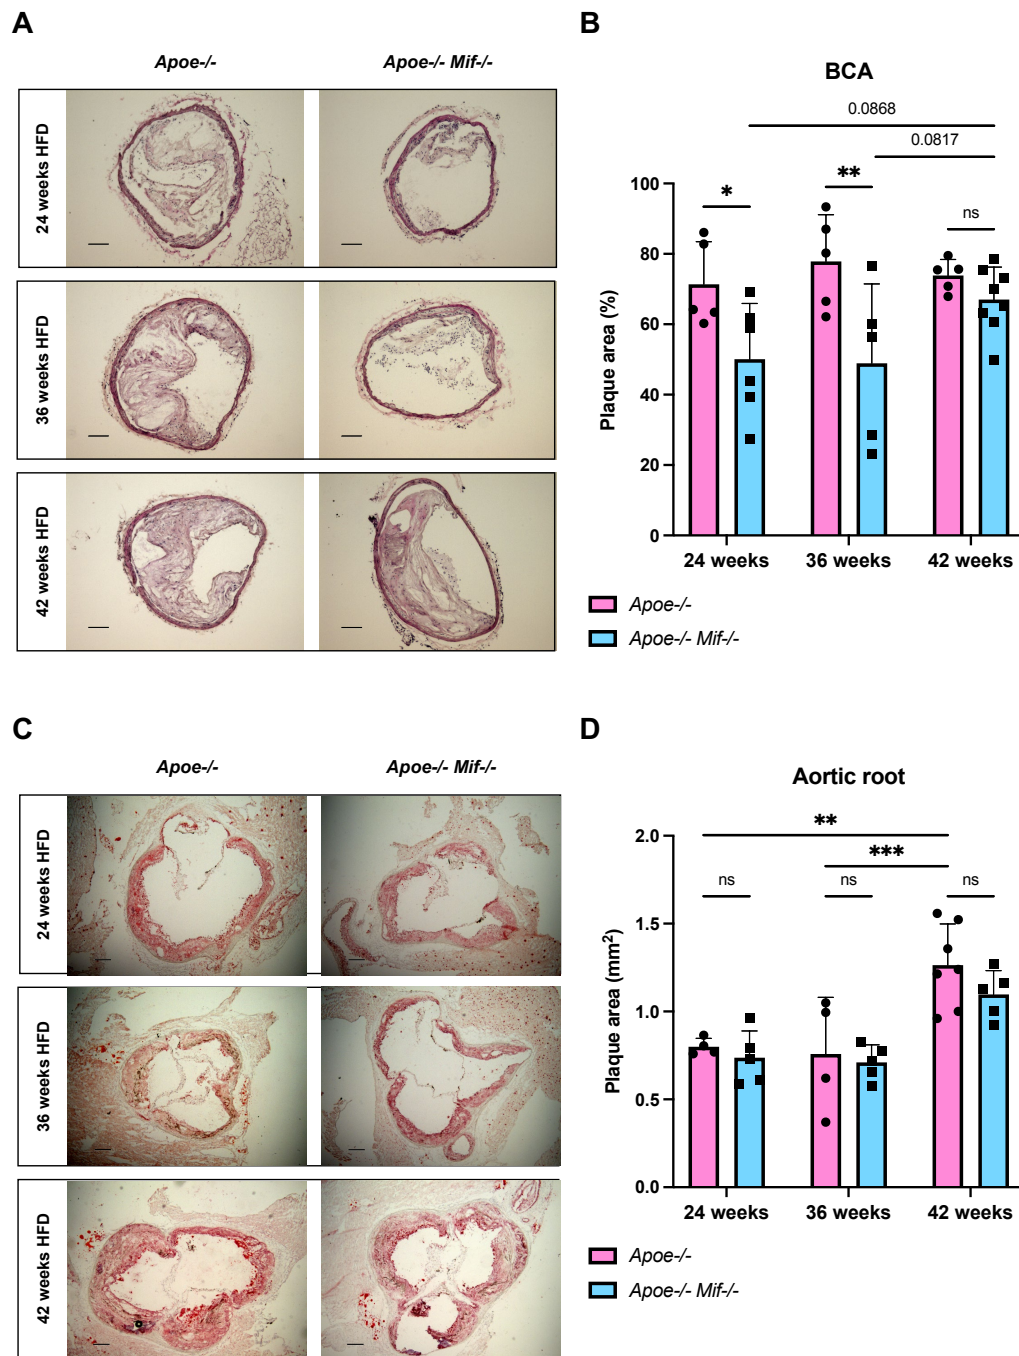 A
Apoe-/-
Apoe-/- Mif-/-
24 weeks HFD
36 weeks HFD
42 weeks HFD
B
BCA
0.0868
0.0817
*
**
ns
Plaque area (%)
100
80
60
40
20
0
24 weeks
36 weeks
42 weeks
Apoe-/-
Apoe-/- Mif-/-
C
Apoe-/-
Apoe-/- Mif-/-
24 weeks HFD
36 weeks HFD
42 weeks HFD
D
Aortic root
**
***
ns
ns
ns
Plaque area (mm²)
2.0
1.5
1.0
0.5
0.0
24 weeks
36 weeks
42 weeks
Apoe-/-
Apoe-/- Mif-/-